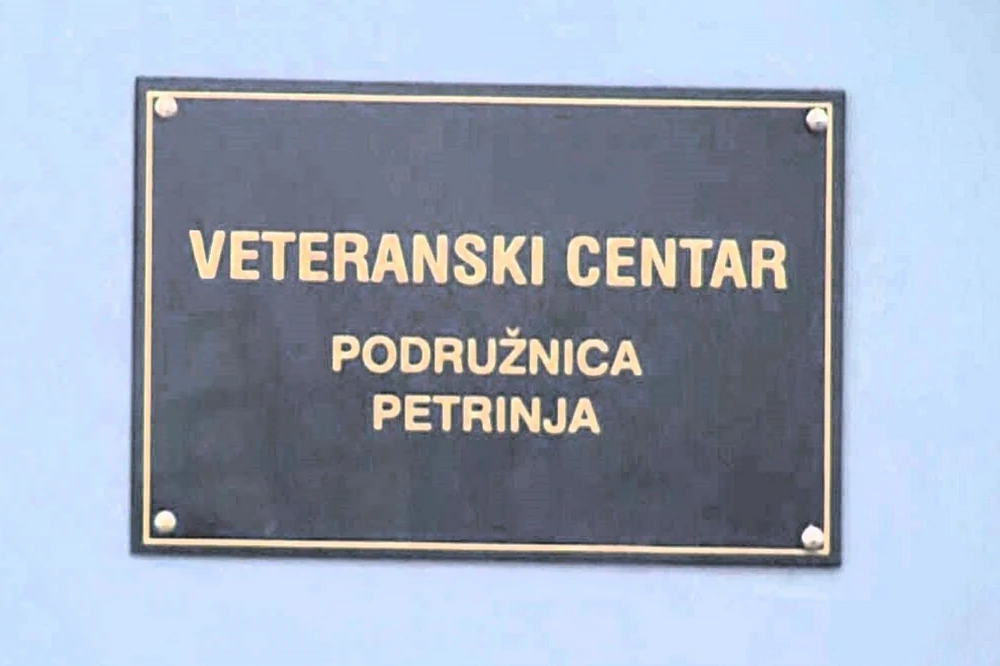 VETERANSKI CENTAR
PODRUŽNICA
PETRINJA